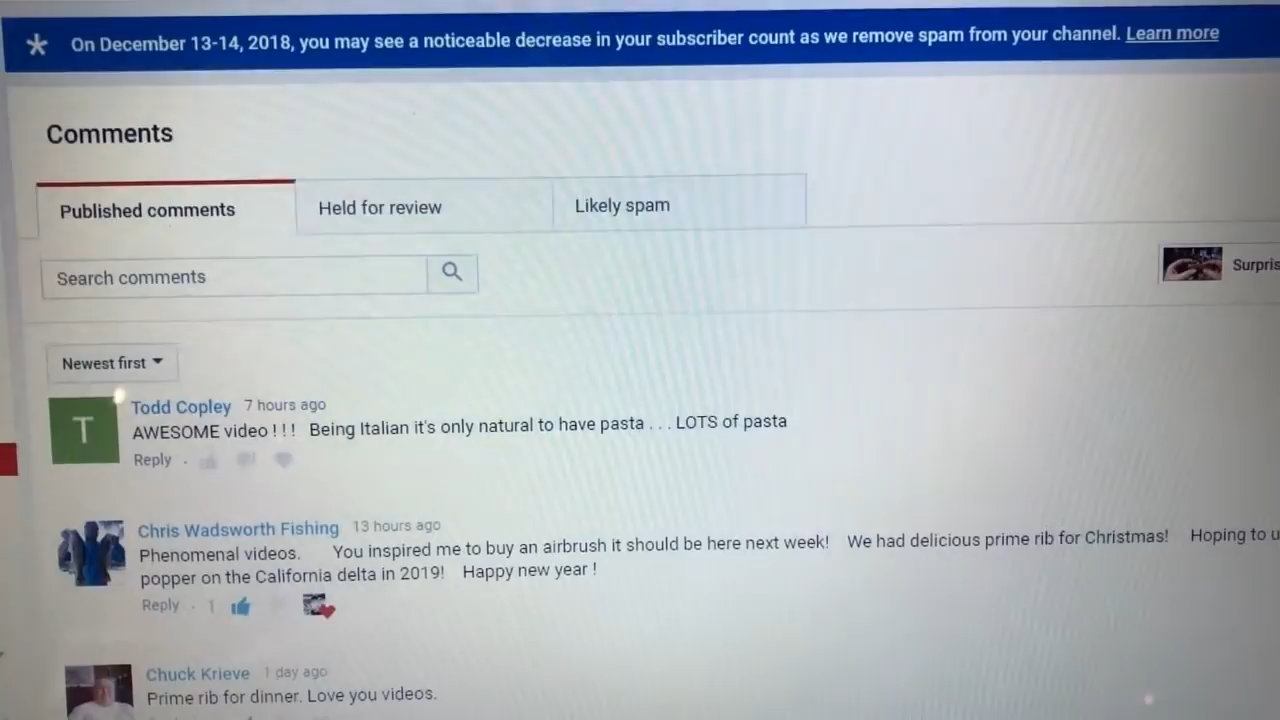 On December 13-14, 2018, you may see a noticeable decrease in your subscriber count as we remove spam from your channel. Learn more
Comments
Published comments
Held for review
Likely spam
Search comments
Newest first
T
Todd Copley 7 hours ago
AWESOME video ! ! ! Being Italian it's only natural to have pasta . . . LOTS of pasta
Reply
Chris Wadsworth Fishing 13 hours ago
Phenomenal videos. You inspired me to buy an airbrush it should be here next week! We had delicious prime rib for Christmas! Hoping to
popper on the California delta in 2019! Happy new year !
Reply · 1
Chuck Krieve 1 day ago
Prime rib for dinner. Love you videos.